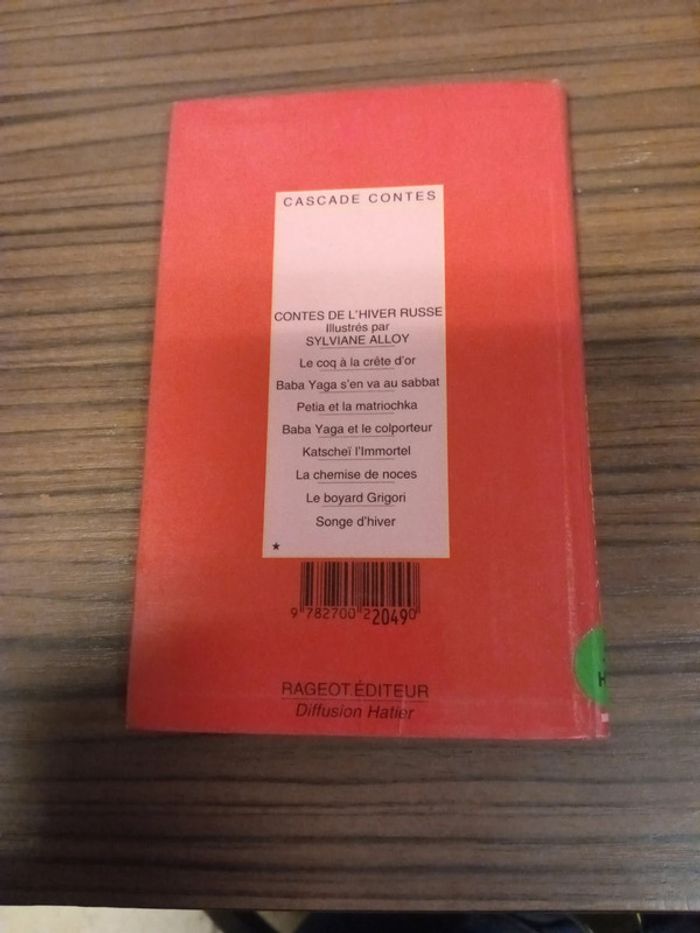 CASCADE CONTES
CONTES DE L'HIVER RUSSE
Illustrés par
SYLVIANE ALLOY
Le coq à la crête d'or
Baba Yaga s'en va au sabbat
Petia et la matriochka
Baba Yaga et le colporteur
Katscheï l'Immortel
La chemise de noces
Le boyard Grigori
Songe d'hiver
9 782700 220490
RAGEOT.ÉDITEUR
Diffusion Hatier
H